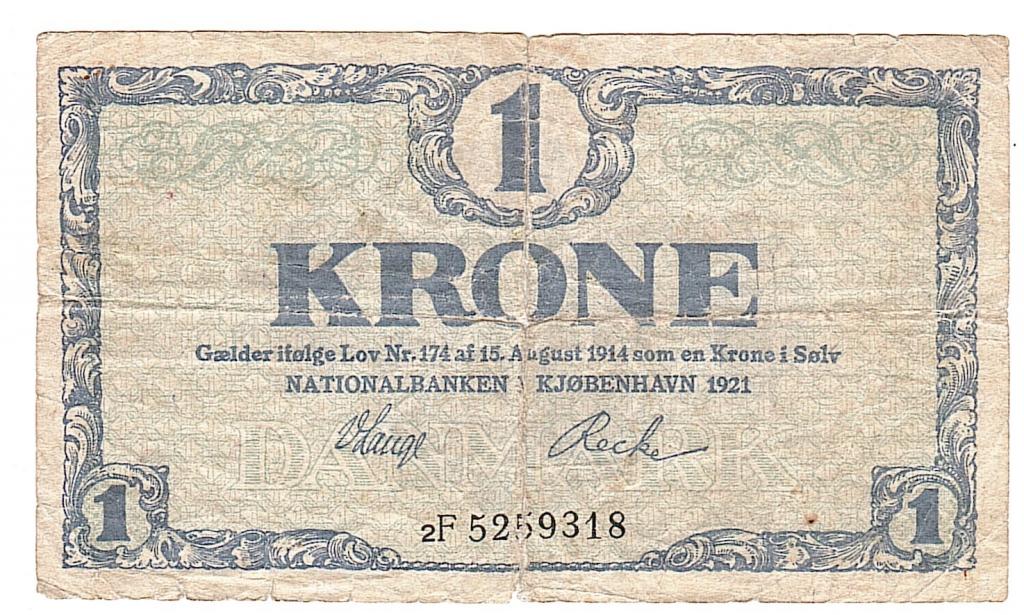 1
KRONE
Gælder ifølge Lov Nr. 174 af 15. August 1914 som en Krone i Sølv
NATIONALBANKEN I KJØBENHAVN 1921
VLange Recke
DANMARK
1 1
2F 5259318